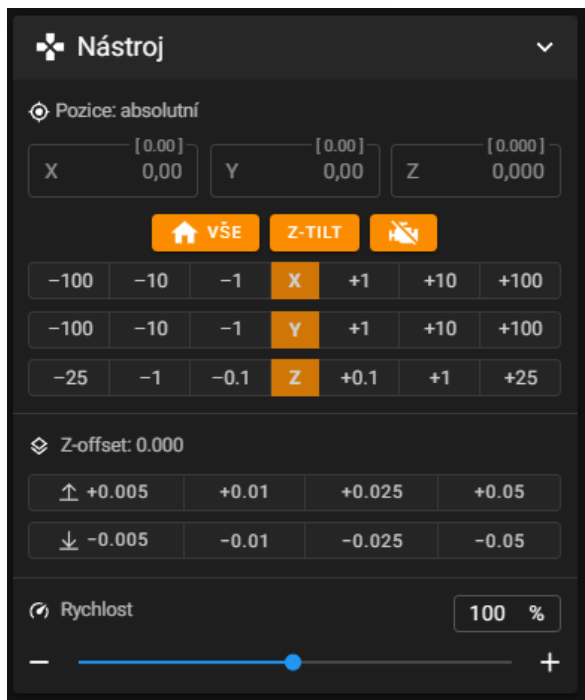 Nástroj
Pozice: absolutní
[ 0.00 ] [ 0.00 ] [ 0.000 ]
X 0,00 Y 0,00 Z 0,000
VŠE Z-TILT
−100 −10 −1 X +1 +10 +100
−100 −10 −1 Y +1 +10 +100
−25 −1 −0.1 Z +0.1 +1 +25
Z-offset: 0.000
+0.005 +0.01 +0.025 +0.05
−0.005 −0.01 −0.025 −0.05
Rychlost 100 %